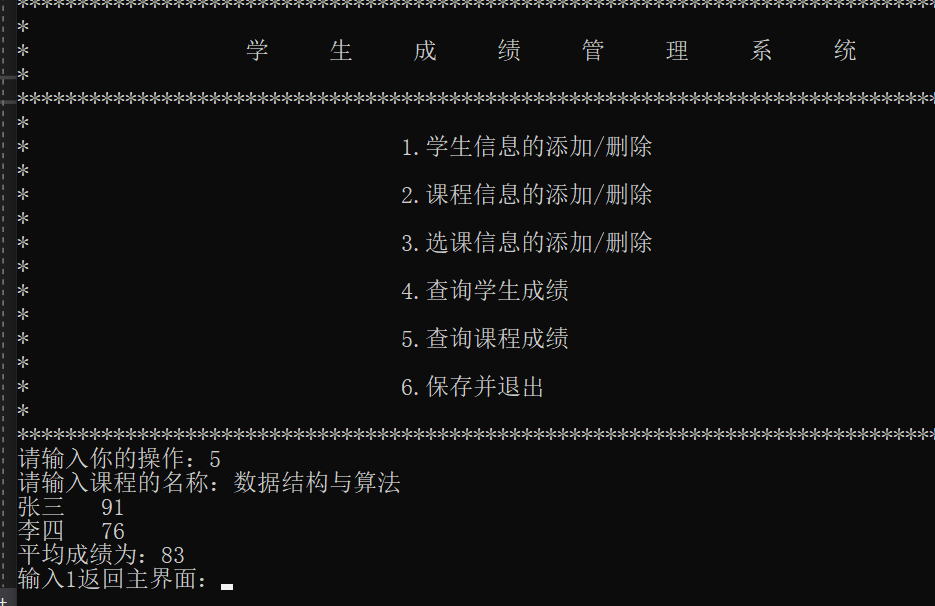 ******************************************************************************
*
* 学 生 成 绩 管 理 系 统
*
******************************************************************************
*
* 1.学生信息的添加/删除
*
* 2.课程信息的添加/删除
*
* 3.选课信息的添加/删除
*
* 4.查询学生成绩
*
* 5.查询课程成绩
*
* 6.保存并退出
*
******************************************************************************
请输入你的操作：5
请输入课程的名称：数据结构与算法
张三 91
李四 76
平均成绩为：83
输入1返回主界面：